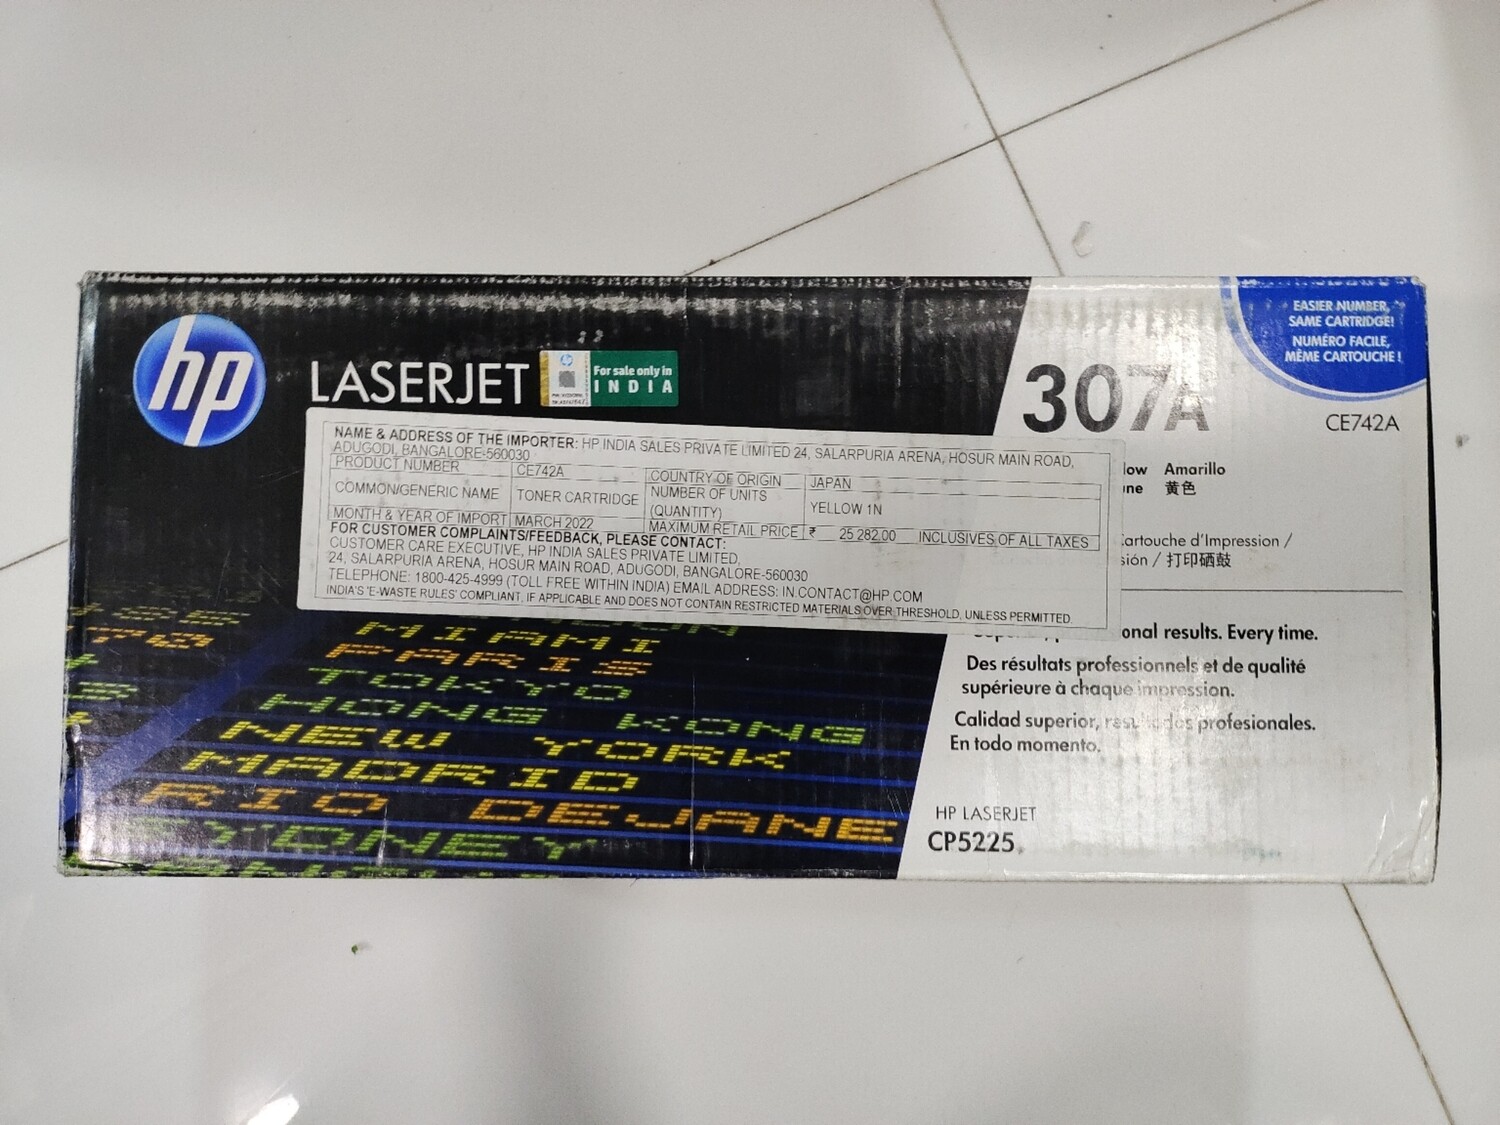 EASIER NUMBER,
SAME CARTRIDGE!
NUMÉRO FACILE,
MÊME CARTOUCHE !
hp
LASERJET
For sale only in
INDIA
307A
CE742A
NAME & ADDRESS OF THE IMPORTER: HP INDIA SALES PRIVATE LIMITED 24, SALARPURIA ARENA, HOSUR MAIN ROAD,
ADUGODI, BANGALORE-560030
PRODUCT NUMBER CE742A COUNTRY OF ORIGIN JAPAN
COMMON/GENERIC NAME TONER CARTRIDGE NUMBER OF UNITS (QUANTITY) YELLOW 1N
MONTH & YEAR OF IMPORT MARCH 2022 MAXIMUM RETAIL PRICE ₹ 25 282.00 INCLUSIVES OF ALL TAXES
FOR CUSTOMER COMPLAINTS/FEEDBACK, PLEASE CONTACT:
CUSTOMER CARE EXECUTIVE, HP INDIA SALES PRIVATE LIMITED,
24, SALARPURIA ARENA, HOSUR MAIN ROAD, ADUGODI, BANGALORE-560030
TELEPHONE: 1800-425-4999 (TOLL FREE WITHIN INDIA) EMAIL ADDRESS: IN.CONTACT@HP.COM
INDIA'S 'E-WASTE RULES' COMPLIANT, IF APPLICABLE AND DOES NOT CONTAIN RESTRICTED MATERIALS OVER THRESHOLD, UNLESS PERMITTED.
Amarillo
黄色
Cartouche d'Impression /
/ 打印硒鼓
results. Every time.
Des résultats professionnels et de qualité
supérieure à chaque impression.
Calidad superior, resultados profesionales.
En todo momento.
HP LASERJET
CP5225
MIAMI
PARIS
TOKYO
HONG KONG
NEW YORK
MADRID
RIO DEJANE
YDNEY